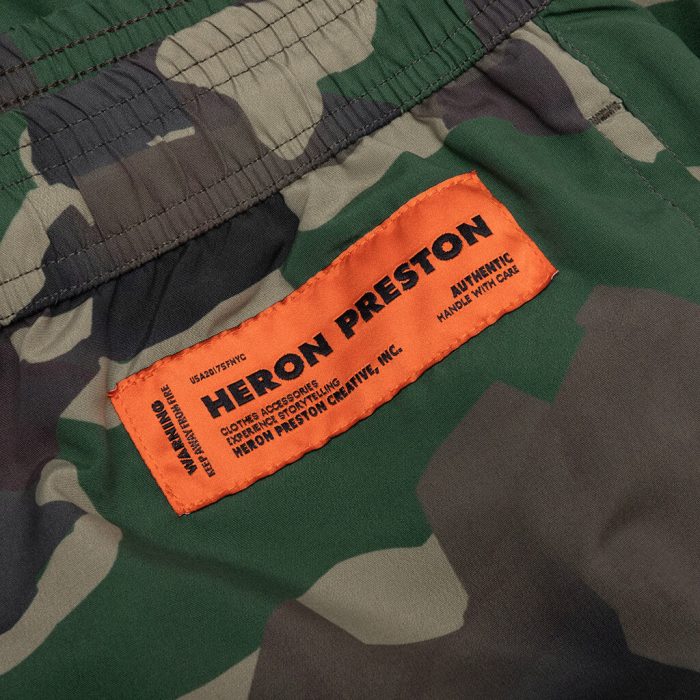 WARNING
KEEP AWAY FROM FIRE
USA2017SFNYC
HERON PRESTON
CLOTHES ACCESSORIES
EXPERIENCE STORYTELLING
HERON PRESTON CREATIVE, INC.
AUTHENTIC
HANDLE WITH CARE